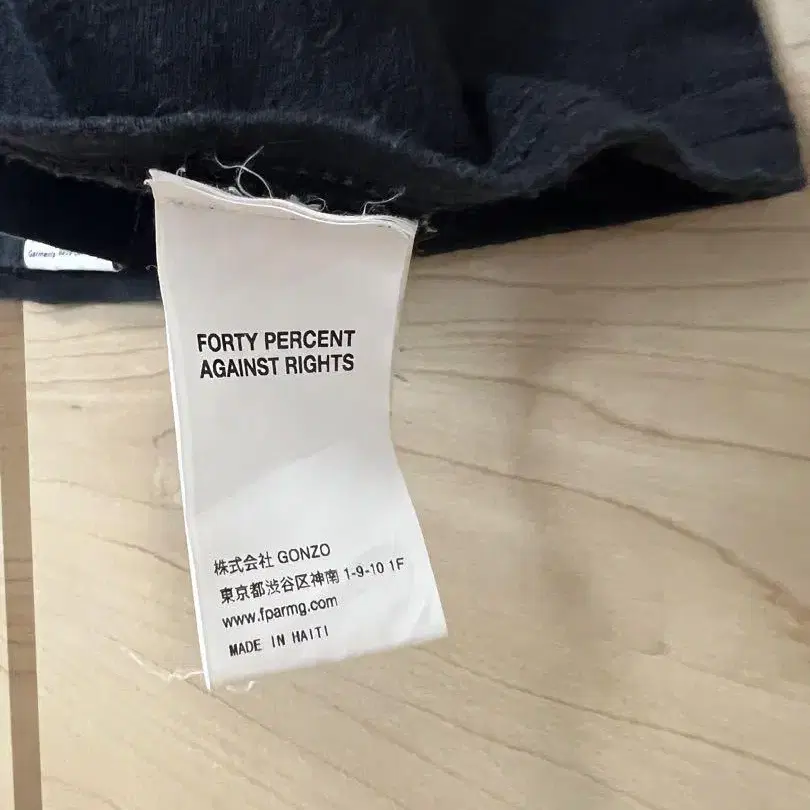 FORTY PERCENT
AGAINST RIGHTS
株式会社 GONZO
東京都渋谷区神南 1-9-10 1F
www.fparmg.com
MADE IN HAITI
Garments